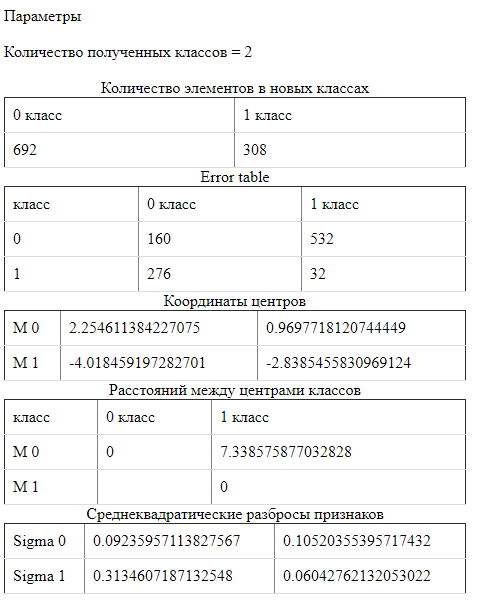 Параметры
Количество полученных классов = 2
Количество элементов в новых классах
0 класс 1 класс
692 308
Error table
класс 0 класс 1 класс
0 160 532
1 276 32
Координаты центров
M 0 2.254611384227075 0.9697718120744449
M 1 -4.018459197282701 -2.8385455830969124
Расстояний между центрами классов
класс 0 класс 1 класс
M 0 0 7.338575877032828
M 1 0
Среднеквадратические разбросы признаков
Sigma 0 0.09235957113827567 0.10520355395717432
Sigma 1 0.3134607187132548 0.06042762132053022